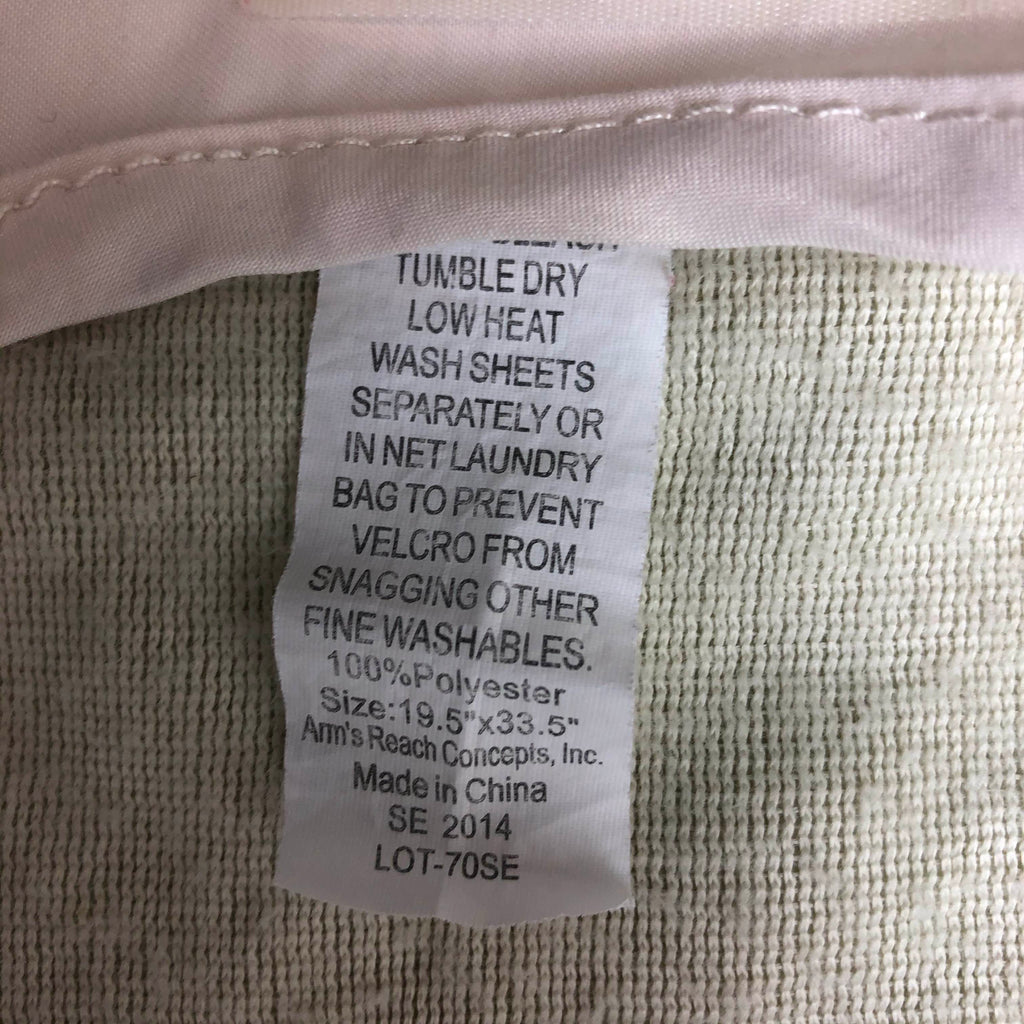 TUMBLE DRY
LOW HEAT
WASH SHEETS
SEPARATELY OR
IN NET LAUNDRY
BAG TO PREVENT
VELCRO FROM
SNAGGING OTHER
FINE WASHABLES.
100%Polyester
Size:19.5"x33.5"
Arm's Reach Concepts, Inc.
Made in China
SE 2014
LOT-70SE